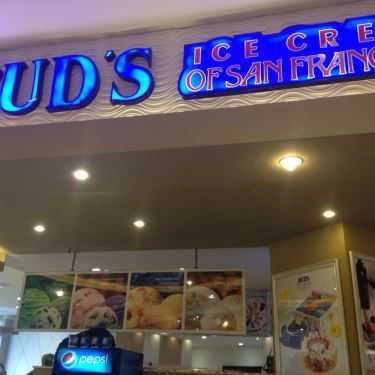 UD'S
ICE CRE
OF SAN FRANC
pepsi